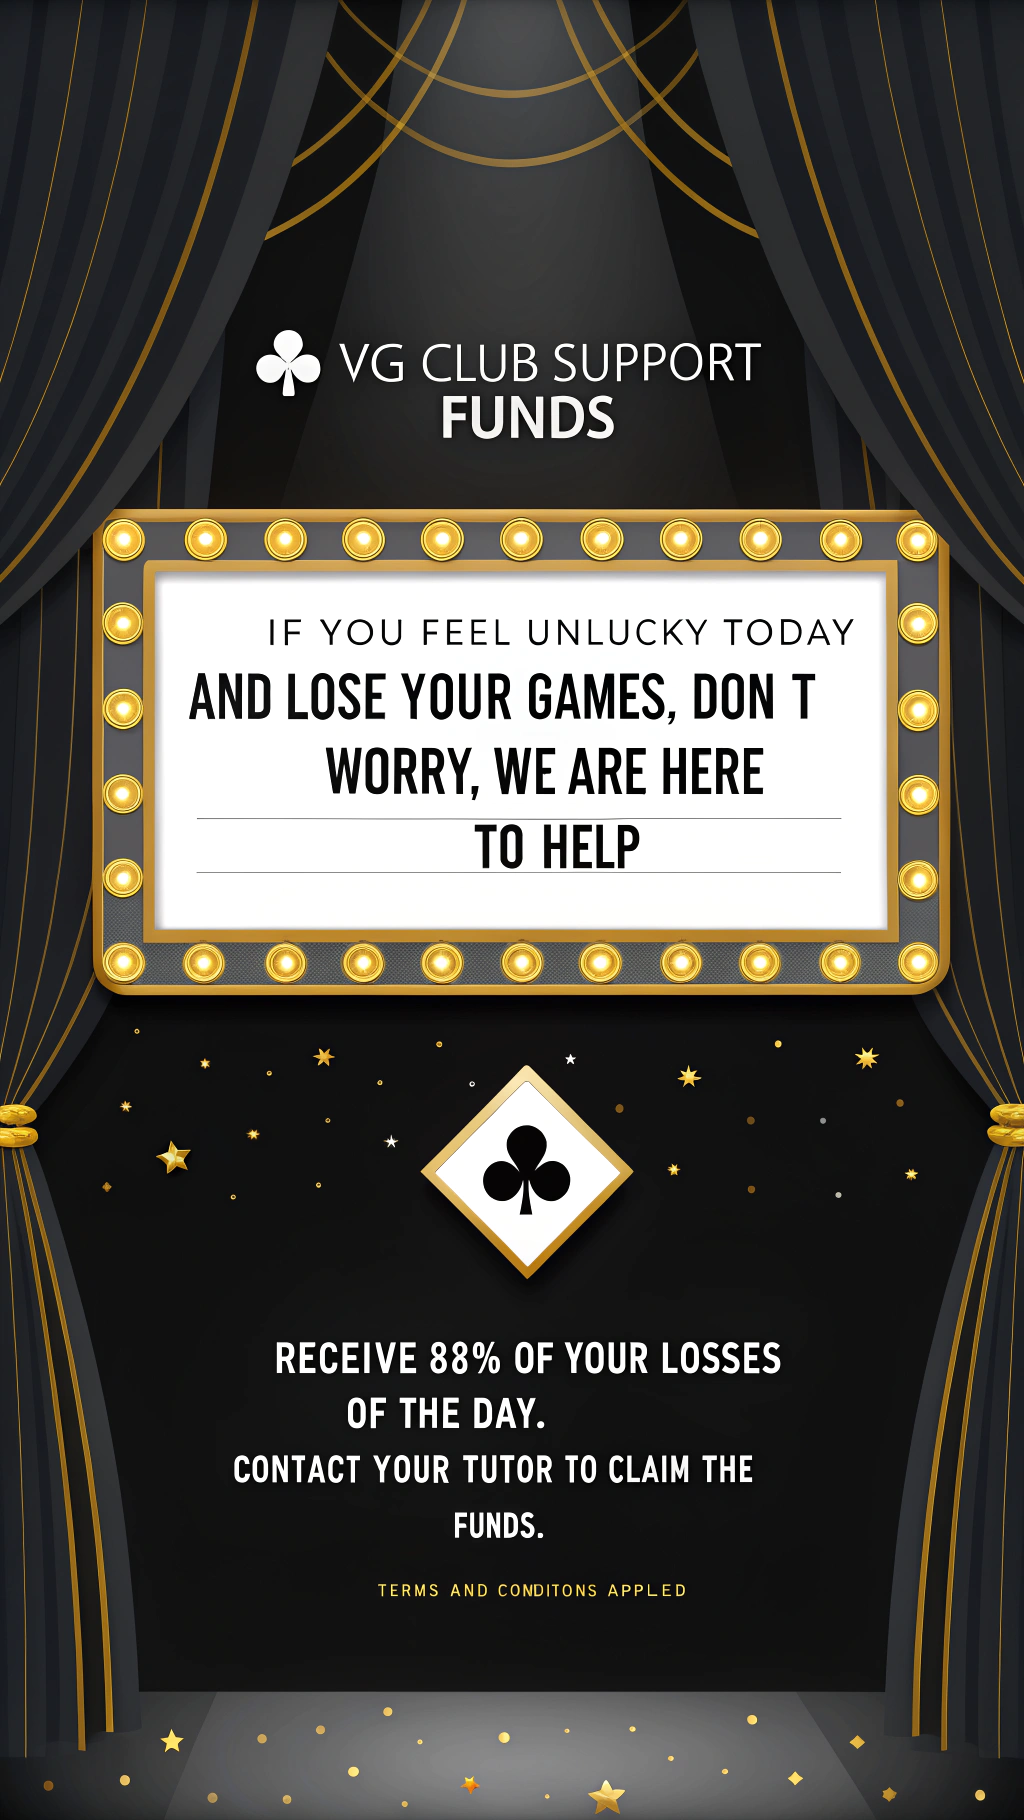 VG CLUB SUPPORT
FUNDS
IF YOU FEEL UNLUCKY TODAY
AND LOSE YOUR GAMES, DON T
WORRY, WE ARE HERE
TO HELP
RECEIVE 88% OF YOUR LOSSES
OF THE DAY.
CONTACT YOUR TUTOR TO CLAIM THE
FUNDS.
TERMS AND CONDITONS APPLED